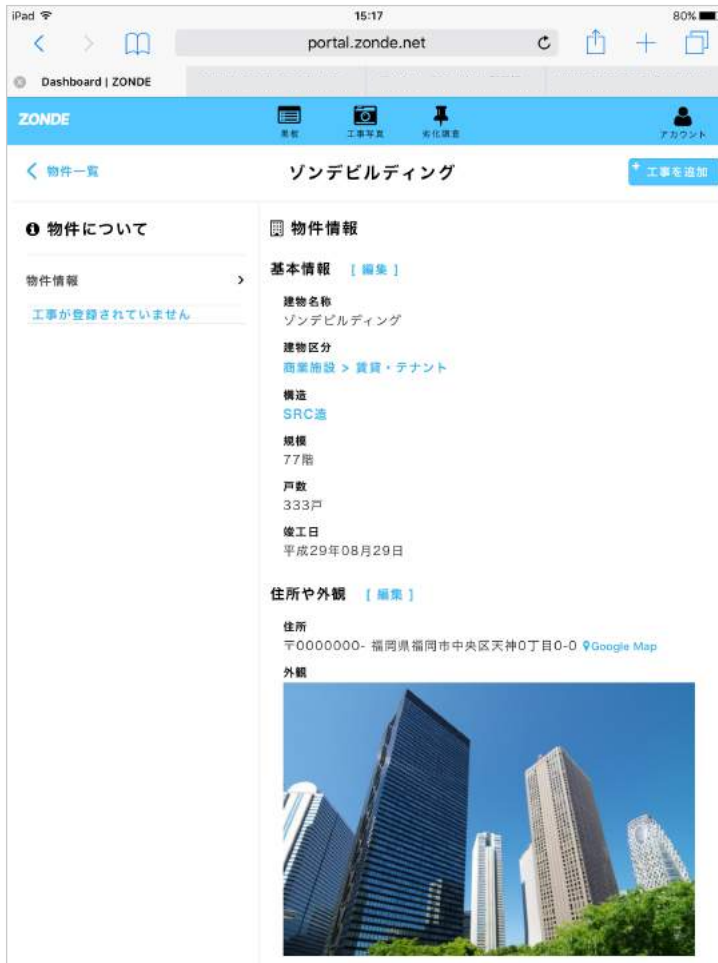 iPad 15:17 80%
portal.zonde.net
Dashboard | ZONDE
ZONDE 黒板 工事写真 劣化調査 アカウント
物件一覧 ゾンデビルディング + 工事を追加
物件について
物件情報
工事が登録されていません
物件情報
基本情報 [ 編集 ]
建物名称
ゾンデビルディング
建物区分
商業施設 > 賃貸・テナント
構造
SRC造
規模
77階
戸数
333戸
竣工日
平成29年08月29日
住所や外観 [ 編集 ]
住所
〒0000000- 福岡県福岡市中央区天神0丁目0-0 Google Map
外観